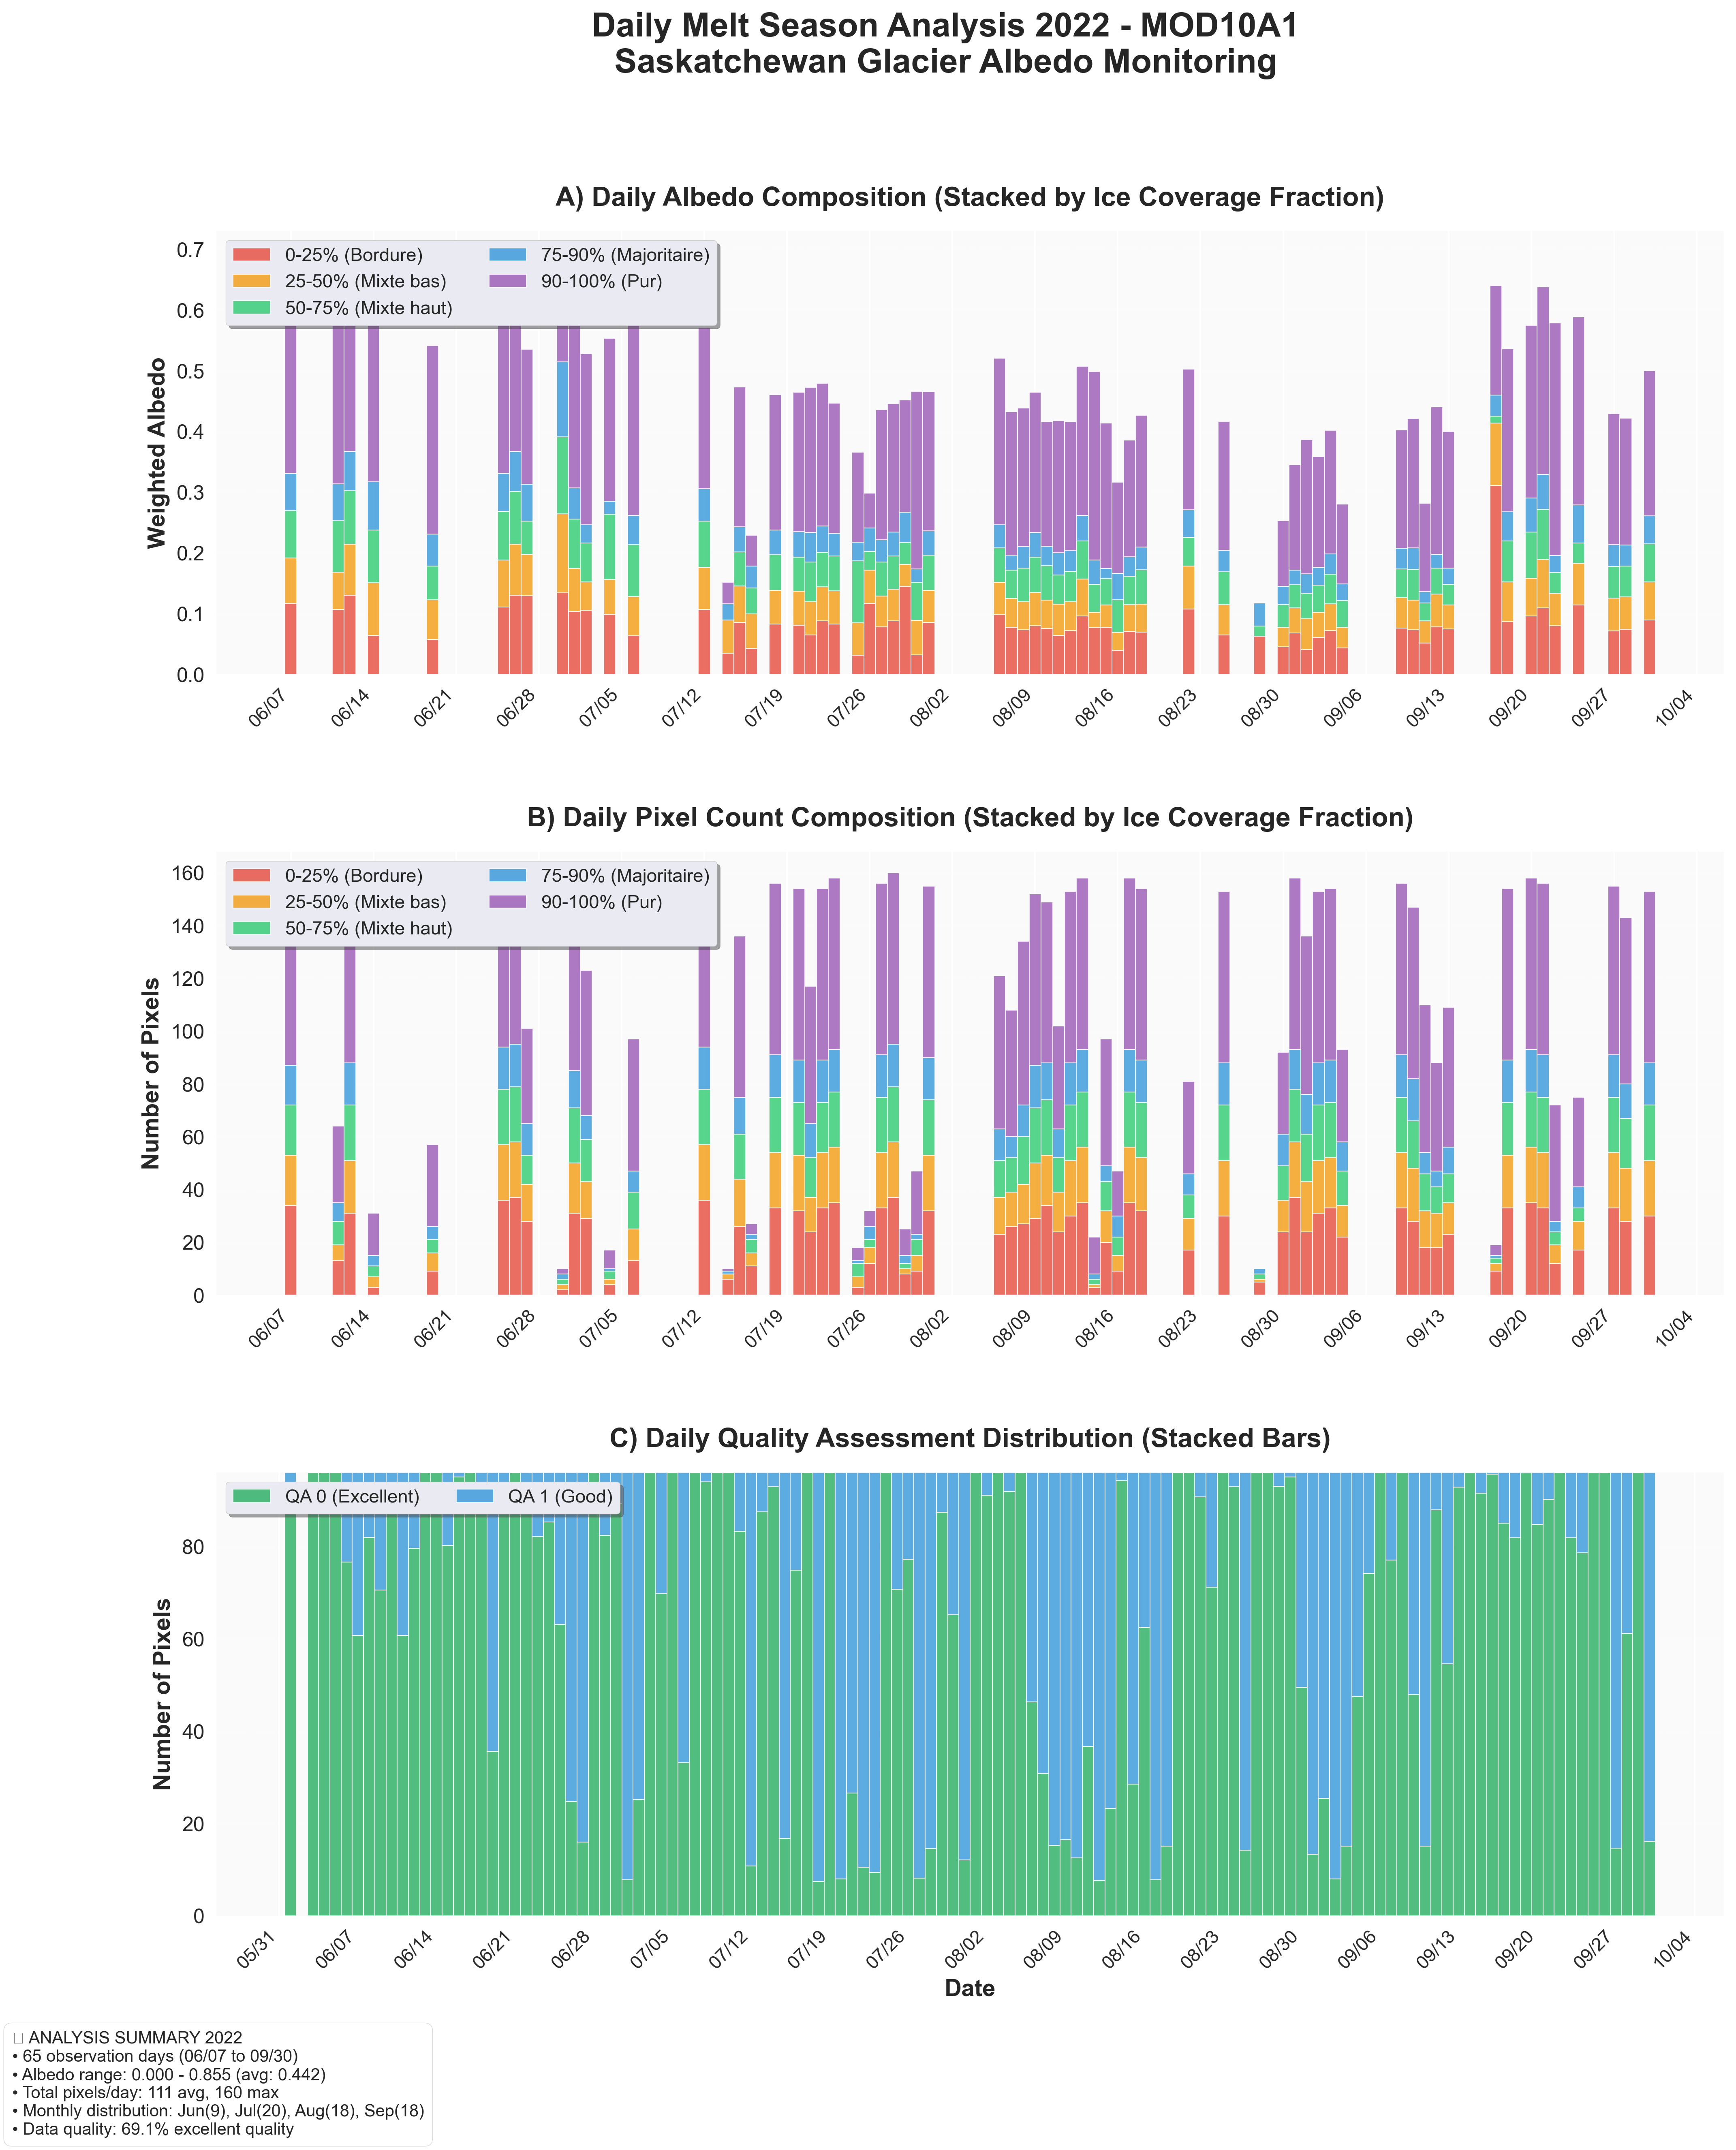 Daily Melt Season Analysis 2022 - MOD10A1
Saskatchewan Glacier Albedo Monitoring
A) Daily Albedo Composition (Stacked by Ice Coverage Fraction)
0-25% (Bordure)
25-50% (Mixte bas)
50-75% (Mixte haut)
75-90% (Majoritaire)
90-100% (Pur)
Weighted Albedo
0.7
0.6
0.5
0.4
0.3
0.2
0.1
0.0
06/07 06/14 06/21 06/28 07/05 07/12 07/19 07/26 08/02 08/09 08/16 08/23 08/30 09/06 09/13 09/20 09/27 10/04
B) Daily Pixel Count Composition (Stacked by Ice Coverage Fraction)
0-25% (Bordure)
25-50% (Mixte bas)
50-75% (Mixte haut)
75-90% (Majoritaire)
90-100% (Pur)
Number of Pixels
160
140
120
100
80
60
40
20
0
06/07 06/14 06/21 06/28 07/05 07/12 07/19 07/26 08/02 08/09 08/16 08/23 08/30 09/06 09/13 09/20 09/27 10/04
C) Daily Quality Assessment Distribution (Stacked Bars)
QA 0 (Excellent) QA 1 (Good)
Number of Pixels
80
60
40
20
0
05/31 06/07 06/14 06/21 06/28 07/05 07/12 07/19 07/26 08/02 08/09 08/16 08/23 08/30 09/06 09/13 09/20 09/27 10/04
Date
ANALYSIS SUMMARY 2022
• 65 observation days (06/07 to 09/30)
• Albedo range: 0.000 - 0.855 (avg: 0.442)
• Total pixels/day: 111 avg, 160 max
• Monthly distribution: Jun(9), Jul(20), Aug(18), Sep(18)
• Data quality: 69.1% excellent quality